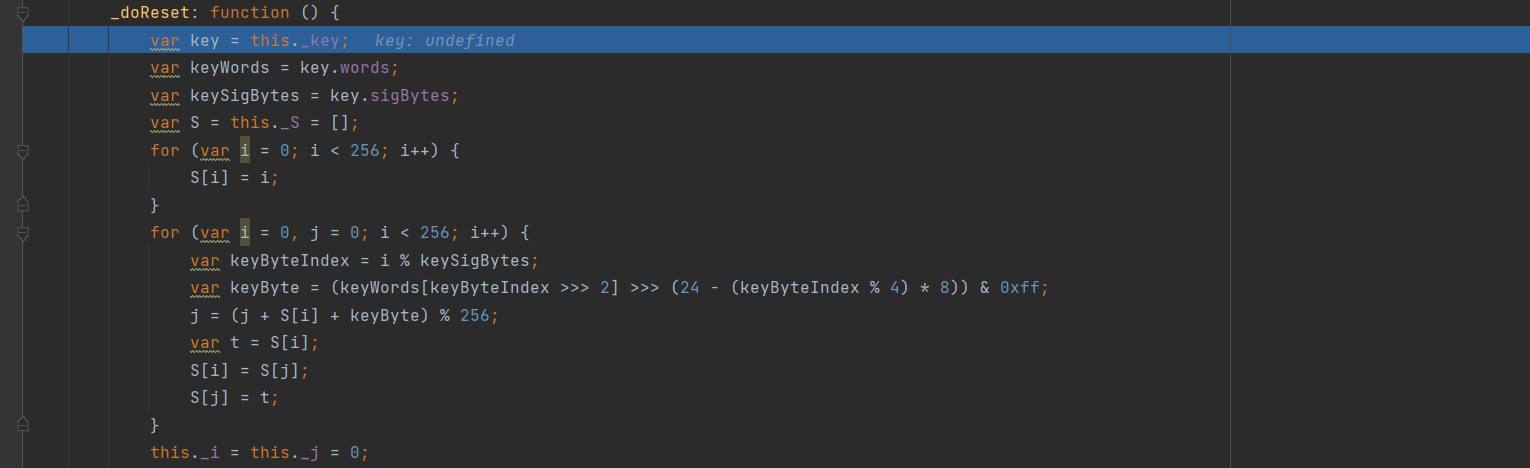 _doReset: function () {
var key = this._key;   key: undefined
var keyWords = key.words;
var keySigBytes = key.sigBytes;
var S = this._S = [];
for (var i = 0; i < 256; i++) {
S[i] = i;
}
for (var i = 0, j = 0; i < 256; i++) {
var keyByteIndex = i % keySigBytes;
var keyByte = (keyWords[keyByteIndex >>> 2] >>> (24 - (keyByteIndex % 4) * 8)) & 0xff;
j = (j + S[i] + keyByte) % 256;
var t = S[i];
S[i] = S[j];
S[j] = t;
}
this._i = this._j = 0;